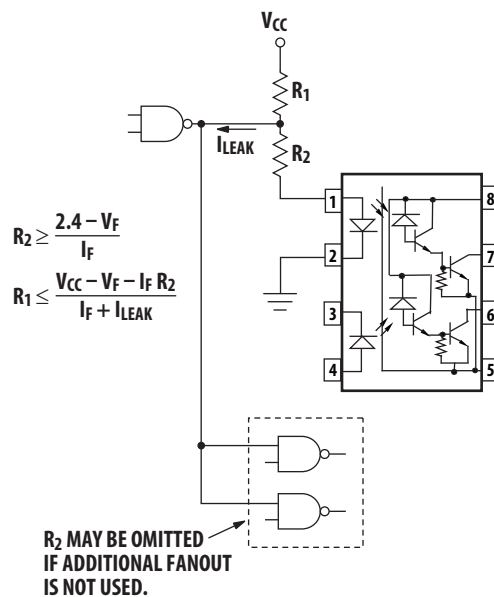 VCC
R1
ILEAK
R2
1
2
3
4
8
7
6
5
R2 ≥ 2.4 – VF / IF
R1 ≤ VCC – VF – IF R2 / IF + ILEAK
R2 MAY BE OMITTED
IF ADDITIONAL FANOUT
IS NOT USED.